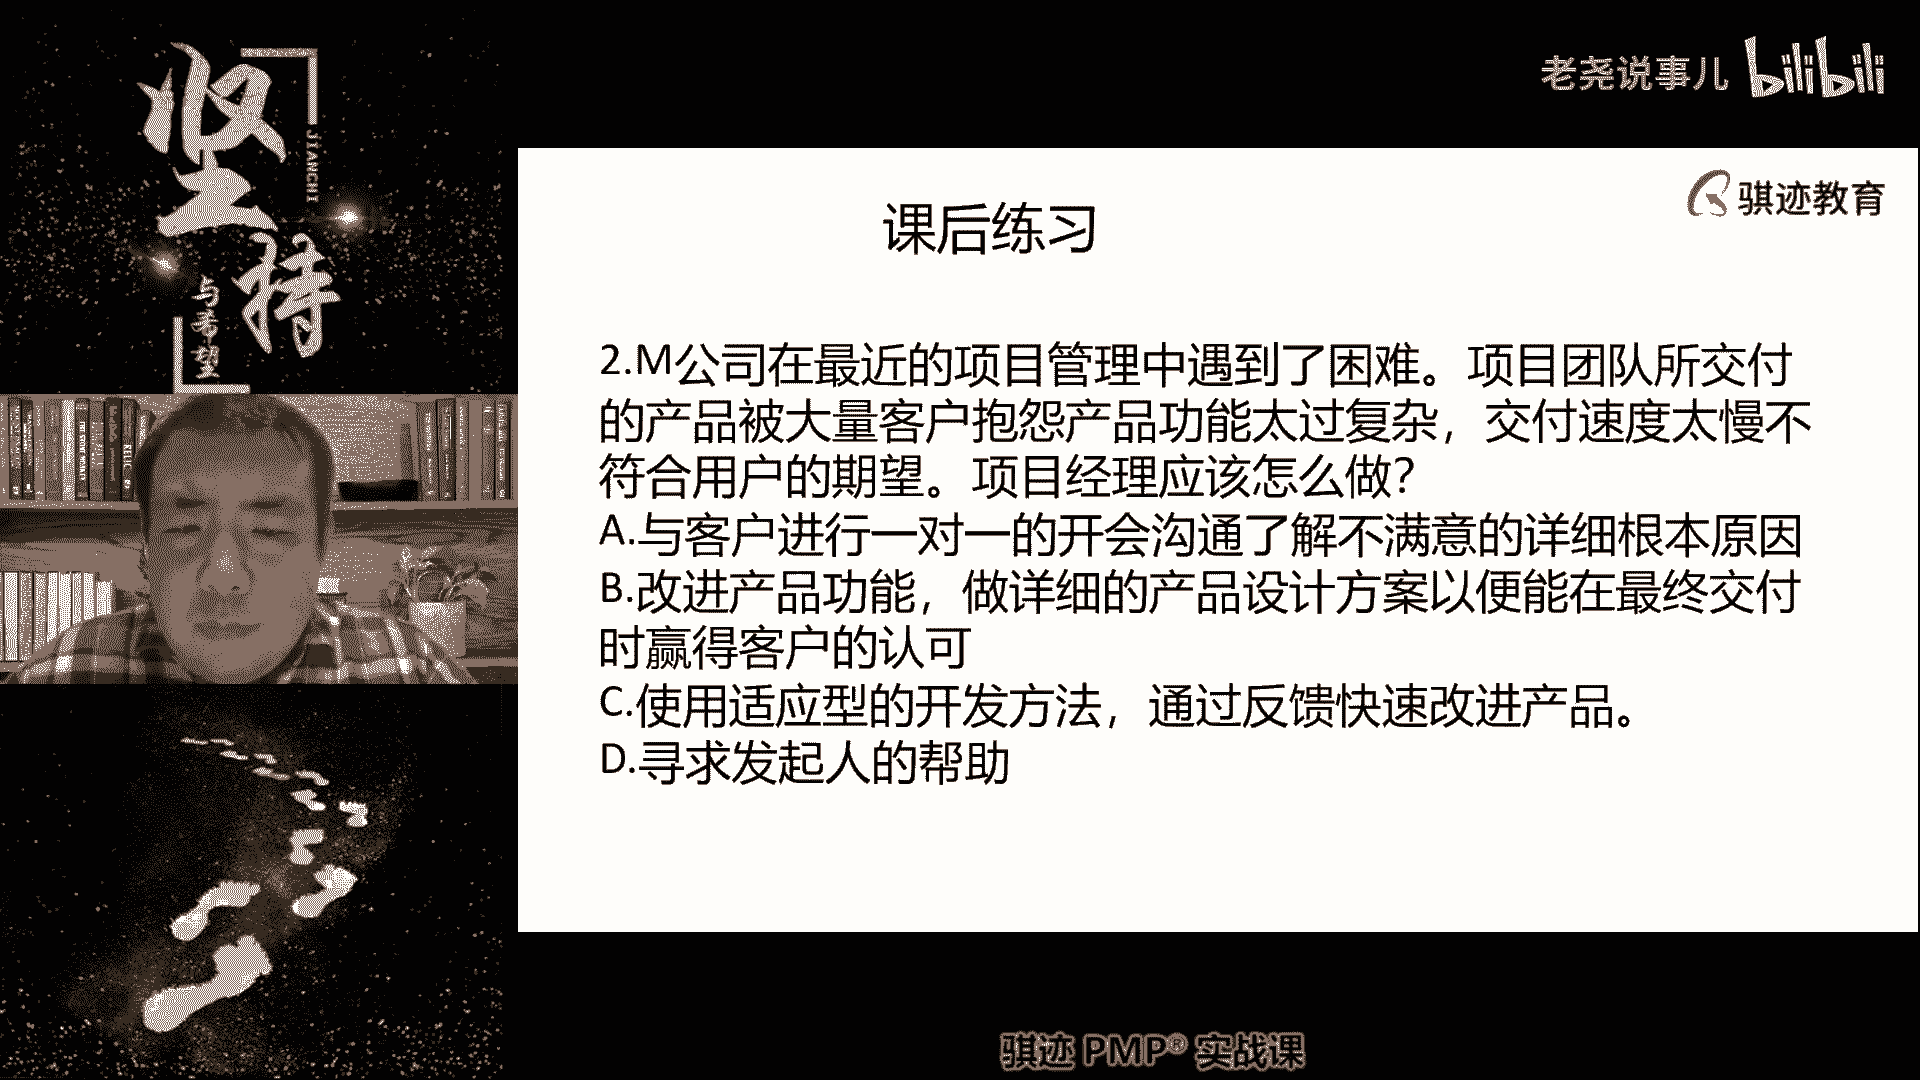 坚持
JIANCHI
与希望
老尧说事儿 bilibili
骐迹教育
课后练习
2.M公司在最近的项目管理中遇到了困难。项目团队所交付
的产品被大量客户抱怨产品功能太过复杂，交付速度太慢不
符合用户的期望。项目经理应该怎么做？
A.与客户进行一对一的开会沟通了解不满意的详细根本原因
B.改进产品功能，做详细的产品设计方案以便能在最终交付
时赢得客户的认可
C.使用适应型的开发方法，通过反馈快速改进产品。
D.寻求发起人的帮助
骐迹 PMP® 实战课